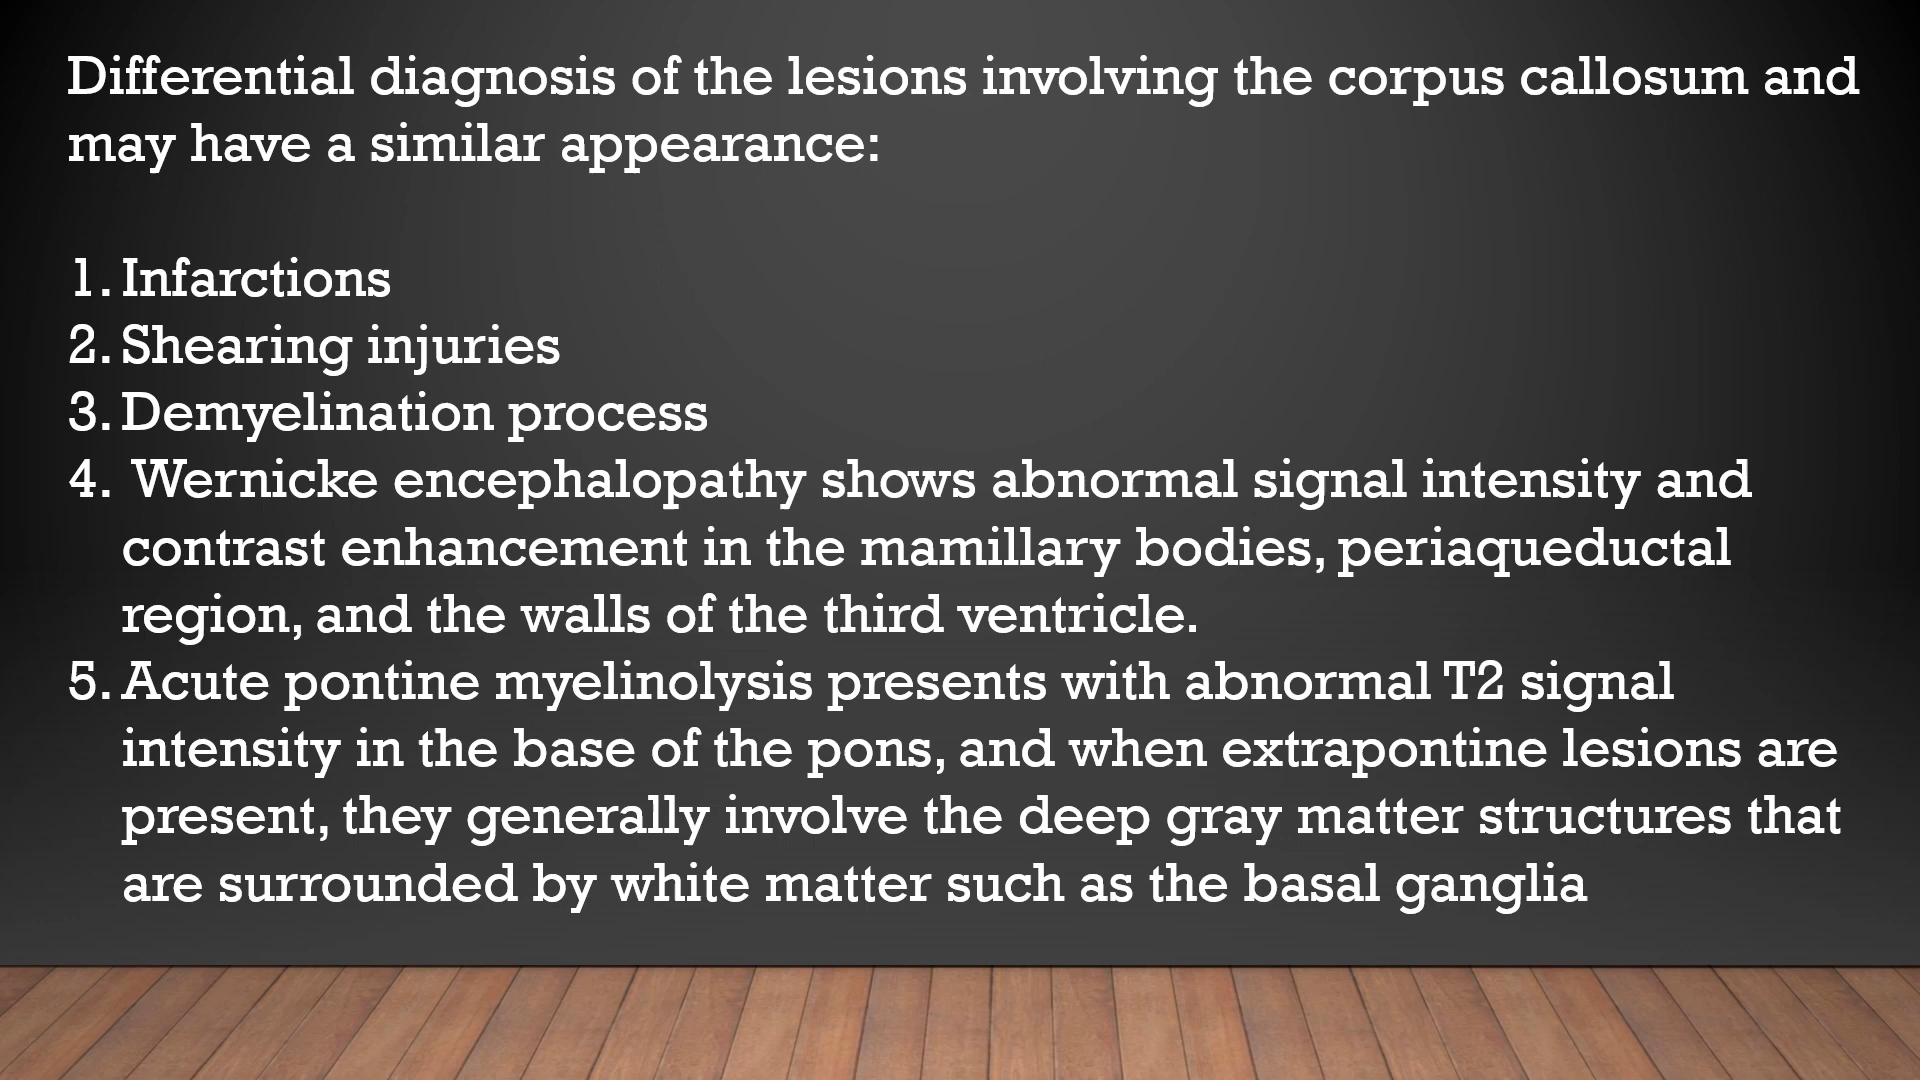 Differential diagnosis of the lesions involving the corpus callosum and
may have a similar appearance:
1. Infarctions
2. Shearing injuries
3. Demyelination process
4. Wernicke encephalopathy shows abnormal signal intensity and
contrast enhancement in the mamillary bodies, periaqueductal
region, and the walls of the third ventricle.
5. Acute pontine myelinolysis presents with abnormal T2 signal
intensity in the base of the pons, and when extrapontine lesions are
present, they generally involve the deep gray matter structures that
are surrounded by white matter such as the basal ganglia